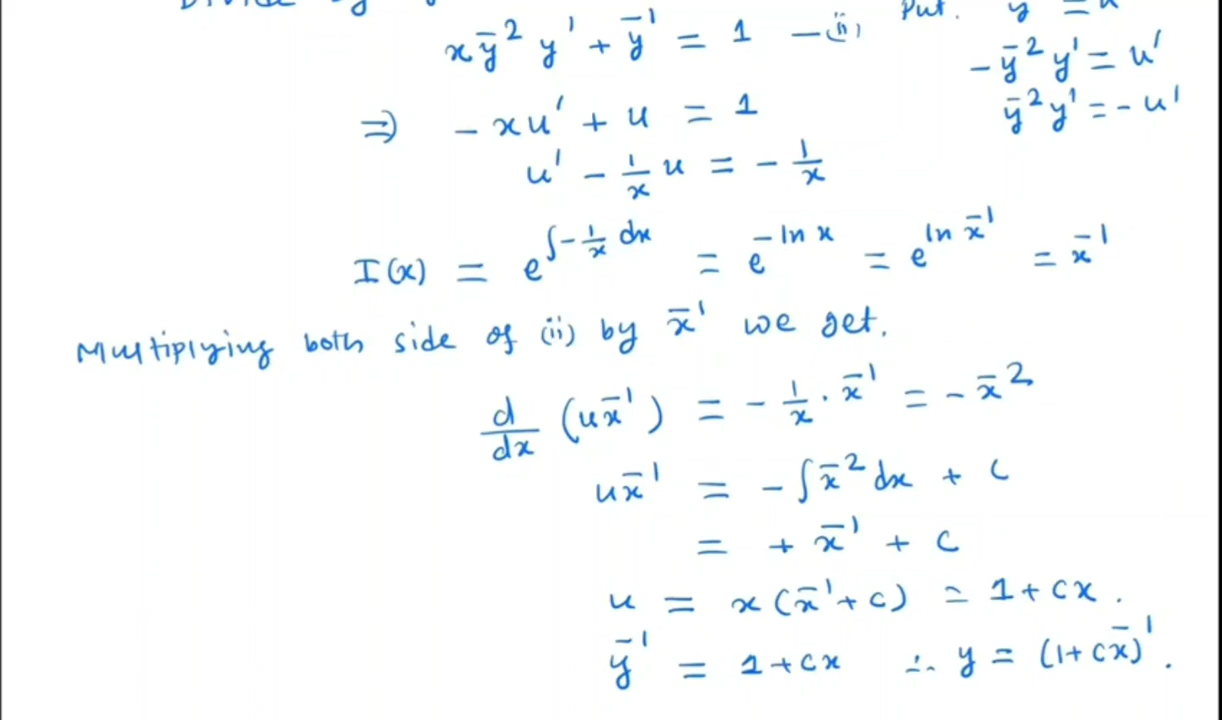 Divide by
x y⁻² y' + y⁻¹ = 1 — (ii) Put. y⁻¹ = u
- y⁻² y' = u'
⇒ - x u' + u = 1 y⁻² y' = - u'
u' - 1/x u = - 1/x
I(x) = e^(∫ - 1/x dx) = e^(-ln x) = e^(ln x⁻¹) = x⁻¹
Multiplying both side of (ii) by x⁻¹ we get.
d/dx (u x⁻¹) = - 1/x . x⁻¹ = - x⁻²
u x⁻¹ = - ∫ x⁻² dx + c
= + x⁻¹ + c
u = x (x⁻¹ + c) = 1 + cx .
y⁻¹ = 1 + cx ∴ y = (1 + cx)⁻¹ .